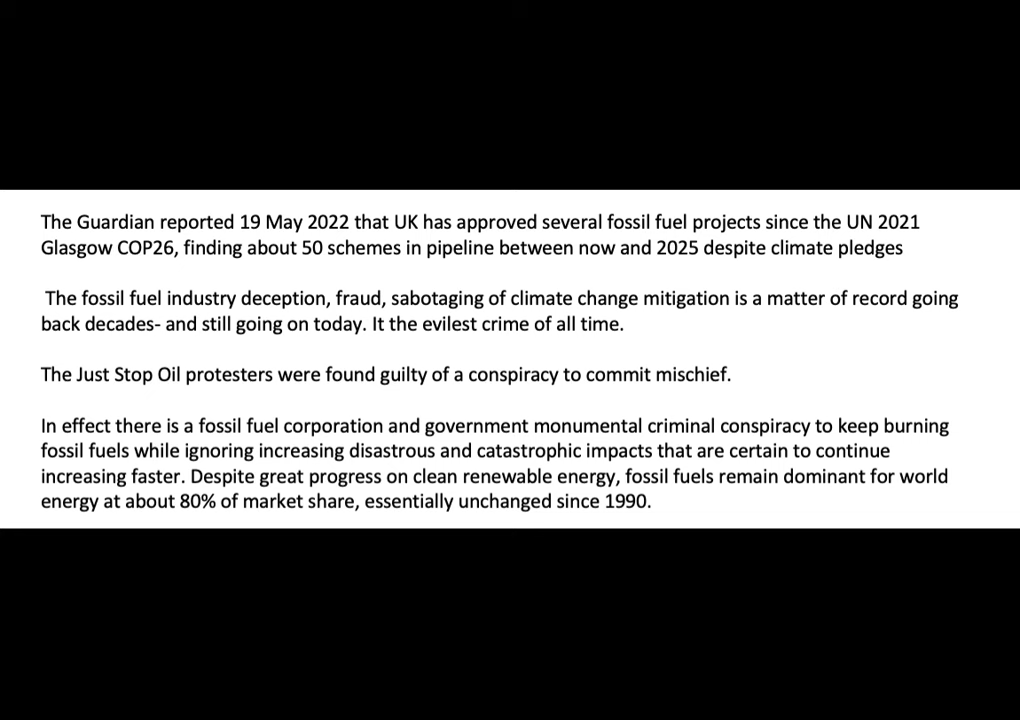 The Guardian reported 19 May 2022 that UK has approved several fossil fuel projects since the UN 2021
Glasgow COP26, finding about 50 schemes in pipeline between now and 2025 despite climate pledges
The fossil fuel industry deception, fraud, sabotaging of climate change mitigation is a matter of record going
back decades- and still going on today. It the evilest crime of all time.
The Just Stop Oil protesters were found guilty of a conspiracy to commit mischief.
In effect there is a fossil fuel corporation and government monumental criminal conspiracy to keep burning
fossil fuels while ignoring increasing disastrous and catastrophic impacts that are certain to continue
increasing faster. Despite great progress on clean renewable energy, fossil fuels remain dominant for world
energy at about 80% of market share, essentially unchanged since 1990.